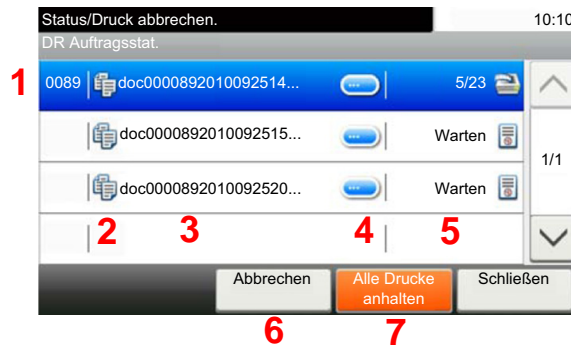 Status/Druck abbrechen. 10:10
DR Auftragsstat.
1 0089 doc0000892010092514... 5/23
doc0000892010092515... Warten
1/1
doc0000892010092520... Warten
2 3 4 5
Abbrechen Alle Drucke anhalten Schließen
6 7